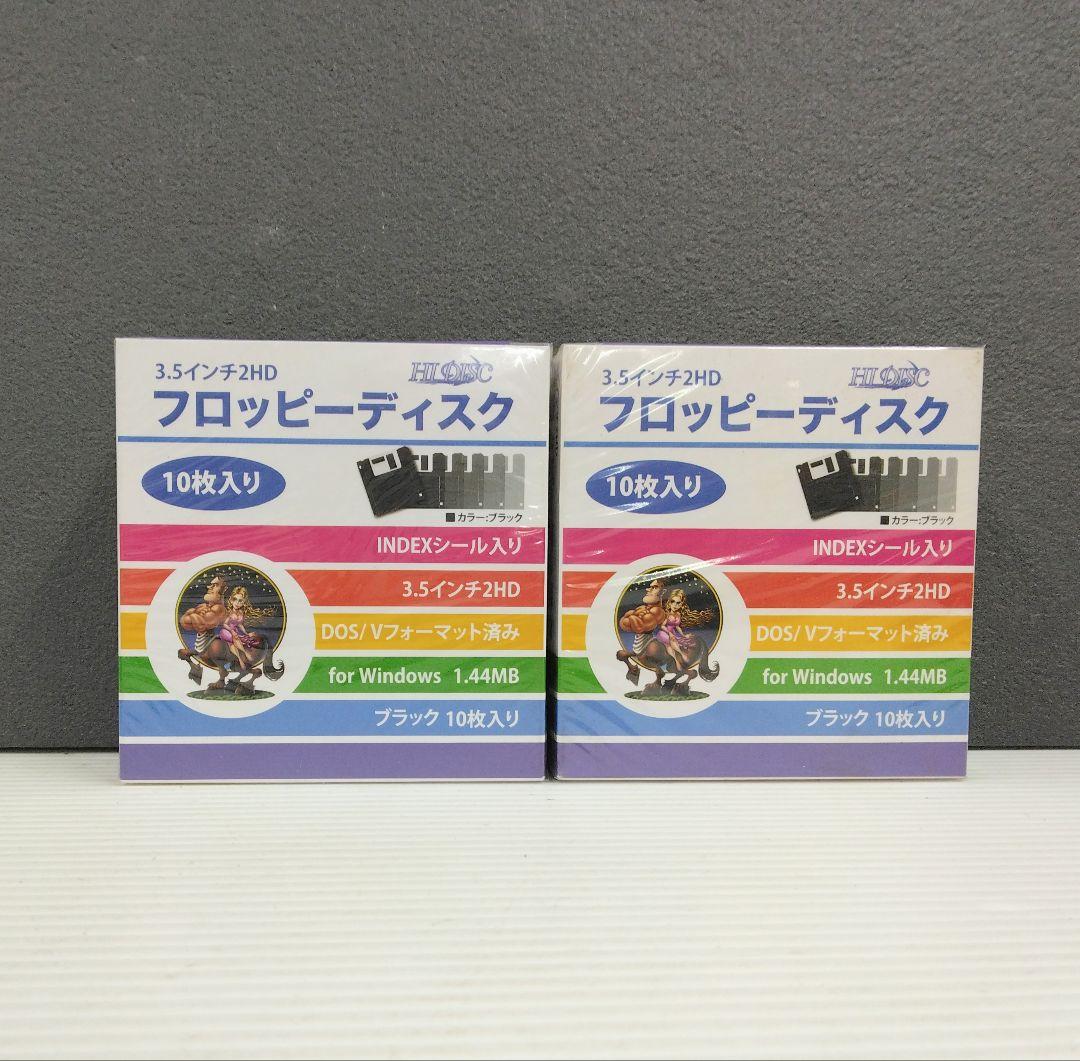 3.5インチ2HD
HI DISC
フロッピーディスク
10枚入り
■カラー:ブラック
INDEXシール入り
3.5インチ2HD
DOS/ Vフォーマット済み
for Windows 1.44MB
ブラック 10枚入り
3.5インチ2HD
HI DISC
フロッピーディスク
10枚入り
■カラー:ブラック
INDEXシール入り
3.5インチ2HD
DOS/ Vフォーマット済み
for Windows 1.44MB
ブラック 10枚入り